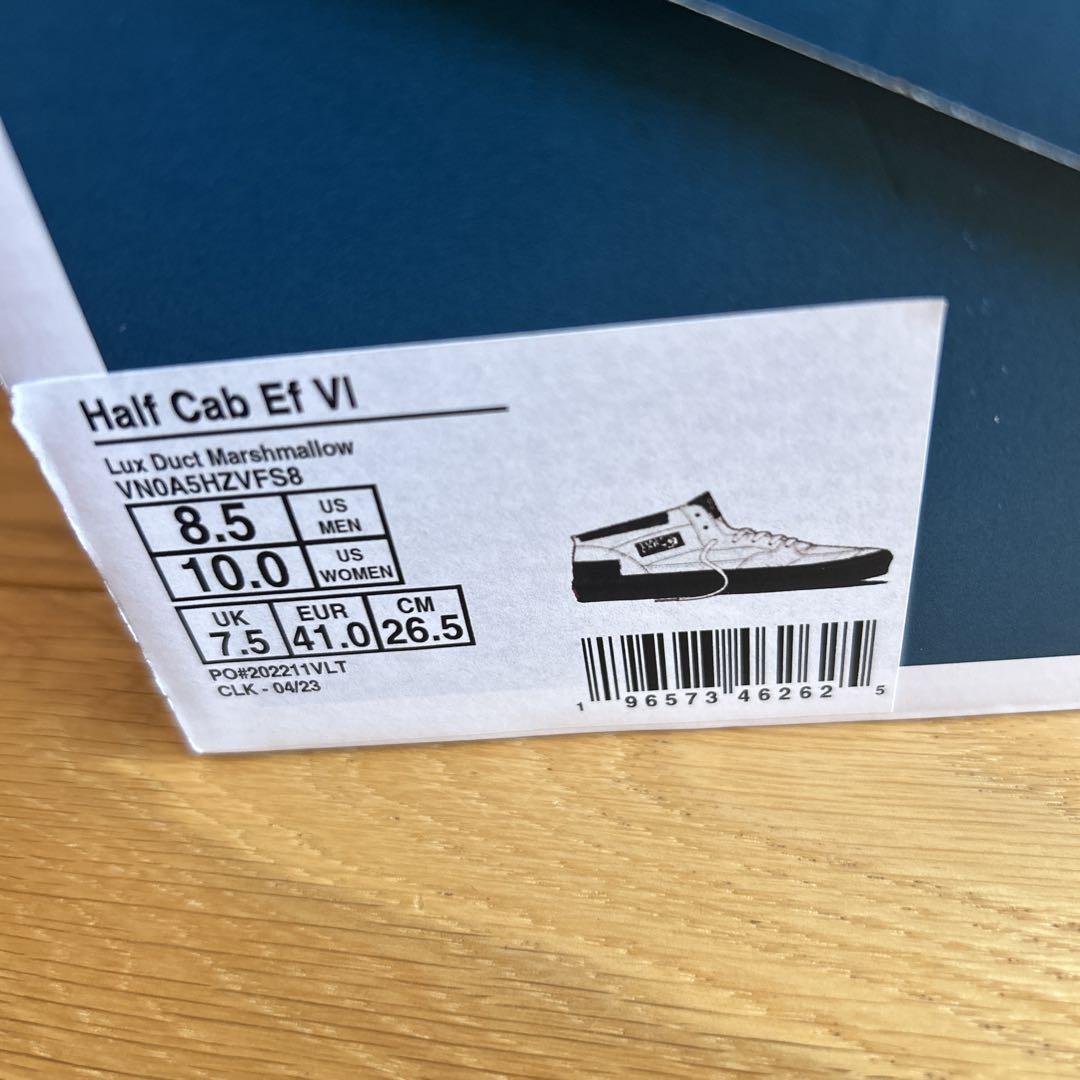 Half Cab Ef VI
Lux Duct Marshmallow
VN0A5HZVFS8
8.5 US MEN
10.0 US WOMEN
UK EUR CM
7.5 41.0 26.5
PO#202211VLT
CLK - 04/23
1 96573 46262 5